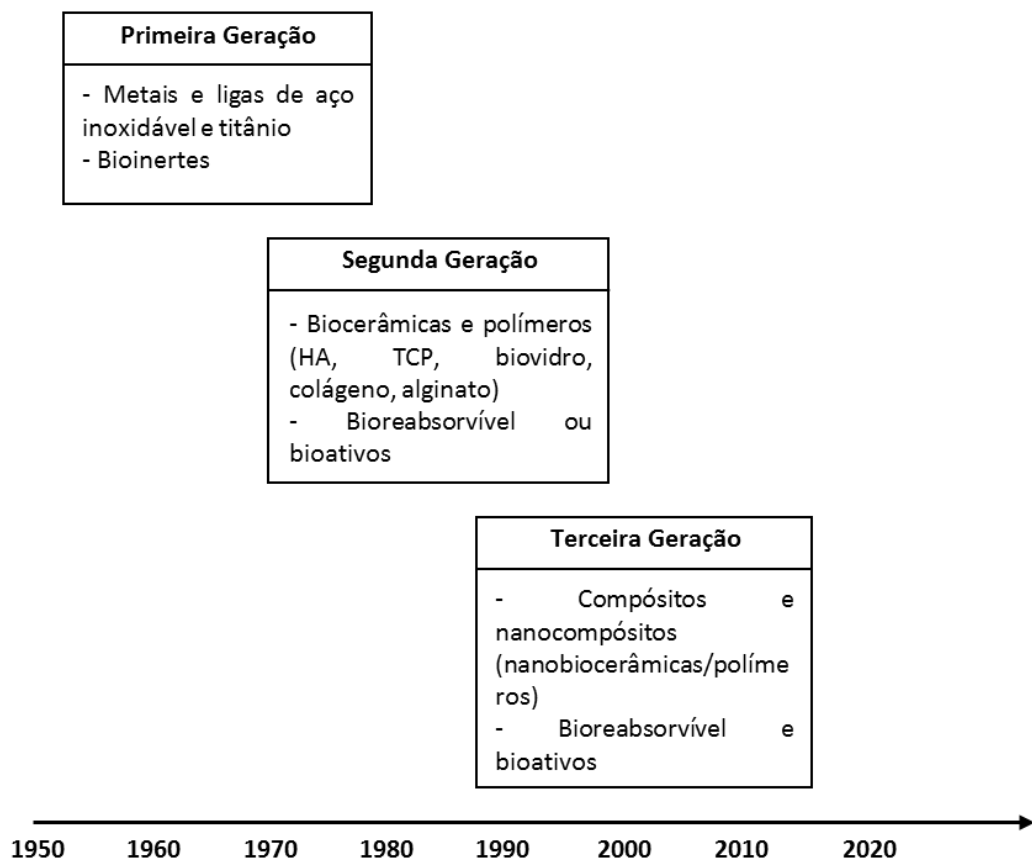 Primeira Geração
- Metais e ligas de aço
inoxidável e titânio
- Bioinertes
Segunda Geração
- Biocerâmicas e polímeros
(HA, TCP, biovidro,
colágeno, alginato)
- Bioreabsorvível ou
bioativos
Terceira Geração
- Compósitos e
nanocompósitos
(nanobiocerâmicas/políme
ros)
- Bioreabsorvível e
bioativos
1950 1960 1970 1980 1990 2000 2010 2020